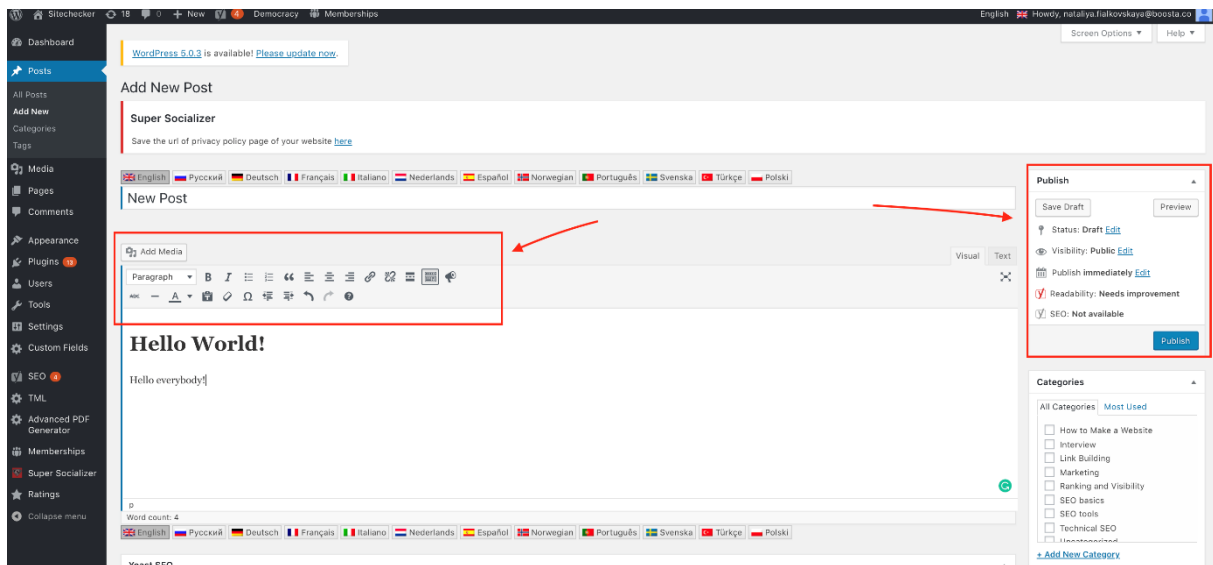 Sitechecker 18 0 + New 4 Democracy Memberships English Howdy, nataliya.fialkovskaya@boosta.co
Screen Options ▼ Help ▼
Dashboard
Posts
All Posts
Add New
Categories
Tags
Media
Pages
Comments
Appearance
Plugins 13
Users
Tools
Settings
Custom Fields
SEO
TML
Advanced PDF
Generator
Memberships
Super Socializer
Ratings
Collapse menu
WordPress 5.0.3 is available! Please update now.
Add New Post
Super Socializer
Save the url of privacy policy page of your website here
English Русский Deutsch Français Italiano Nederlands Español Norwegian Português Svenska Türkçe Polski
New Post
Add Media
Visual Text
Paragraph ▼ B I
ABC — A ▼ Ω
Hello World!
Hello everybody!
p
Word count: 4
English Русский Deutsch Français Italiano Nederlands Español Norwegian Português Svenska Türkçe Polski
Yoast SEO
Publish
Save Draft Preview
Status: Draft Edit
Visibility: Public Edit
Publish immediately Edit
Readability: Needs improvement
SEO: Not available
Publish
Categories
All Categories Most Used
How to Make a Website
Interview
Link Building
Marketing
Ranking and Visibility
SEO basics
SEO tools
Technical SEO
Uncategorized
+ Add New Category